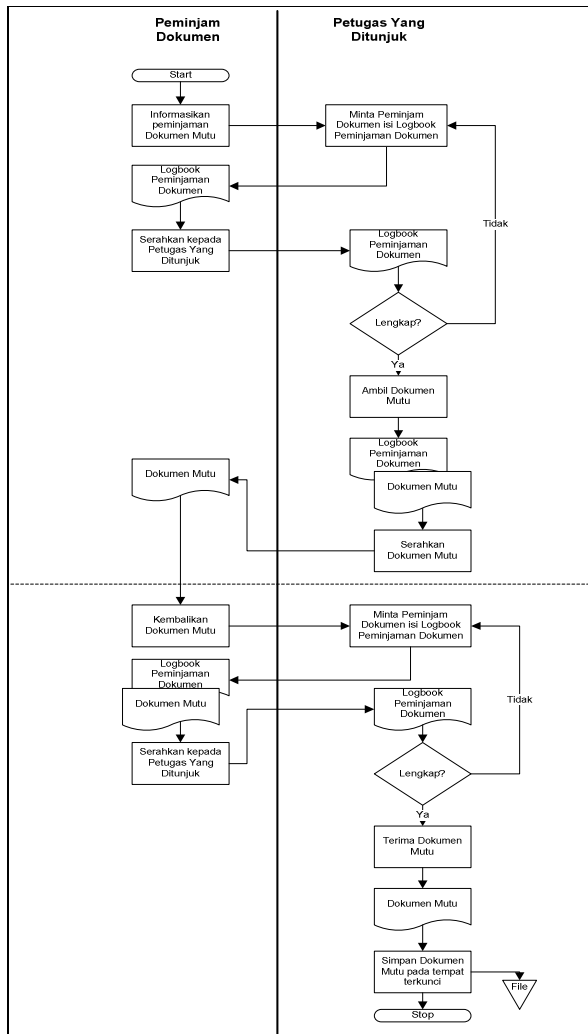 Peminjam
Dokumen
Petugas Yang
Ditunjuk
Start
Informasikan
peminjaman
Dokumen Mutu
Minta Peminjam
Dokumen isi Logbook
Peminjaman Dokumen
Logbook
Peminjaman
Dokumen
Tidak
Serahkan kepada
Petugas Yang
Ditunjuk
Logbook
Peminjaman
Dokumen
Lengkap?
Ya
Ambil Dokumen
Mutu
Logbook
Peminjaman
Dokumen
Dokumen Mutu
Dokumen Mutu
Serahkan
Dokumen Mutu
Kembalikan
Dokumen Mutu
Minta Peminjam
Dokumen isi Logbook
Peminjaman Dokumen
Logbook
Peminjaman
Dokumen
Dokumen Mutu
Logbook
Peminjaman
Dokumen
Tidak
Serahkan kepada
Petugas Yang
Ditunjuk
Lengkap?
Ya
Terima Dokumen
Mutu
Dokumen Mutu
Simpan Dokumen
Mutu pada tempat
terkunci
File
Stop